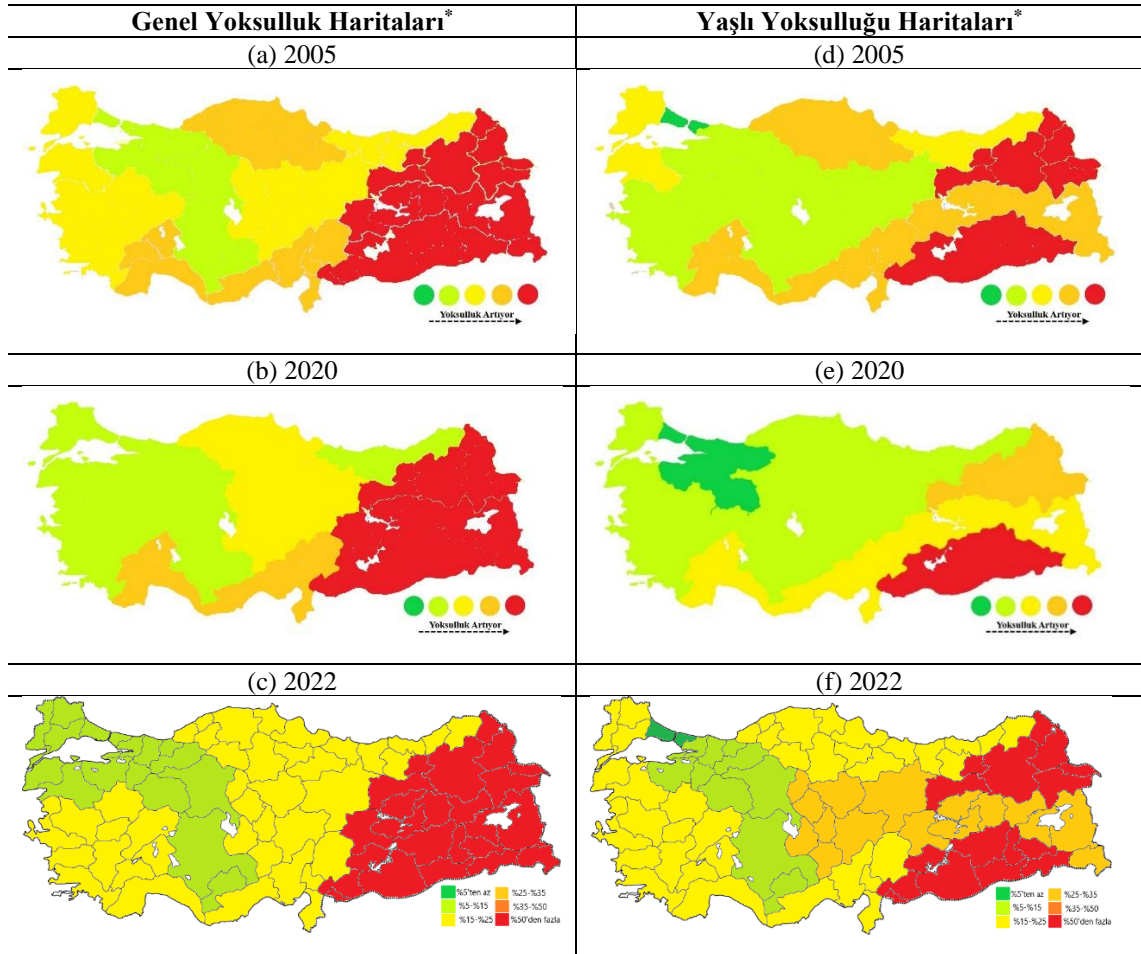 Genel Yoksulluk Haritaları*
Yaşlı Yoksulluğu Haritaları*
(a) 2005
(d) 2005
Yoksulluk Artıyor
Yoksulluk Artıyor
(b) 2020
(e) 2020
Yoksulluk Artıyor
Yoksulluk Artıyor
(c) 2022
(f) 2022
%5'ten az %25-%35
%5-%15 %35-%50
%15-%25 %50'den fazla
%5'ten az %25-%35
%5-%15 %35-%50
%15-%25 %50'den fazla